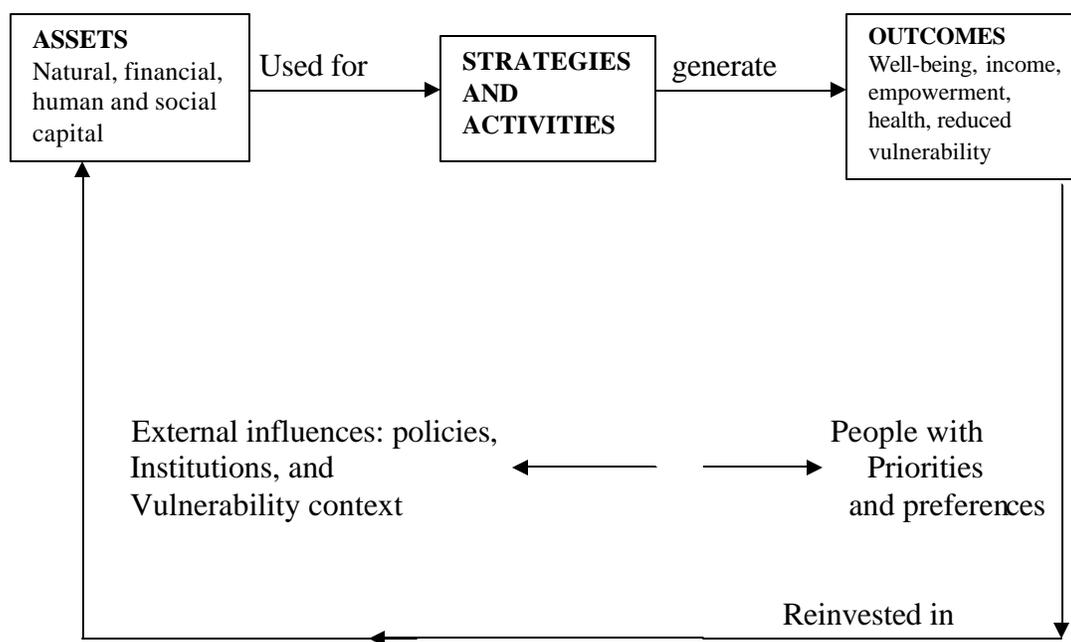 ASSETS
Natural, financial,
human and social
capital
Used for
STRATEGIES
AND
ACTIVITIES
generate
OUTCOMES
Well-being, income,
empowerment,
health, reduced
vulnerability
External influences: policies,
Institutions, and
Vulnerability context
People with
Priorities
and preferences
Reinvested in